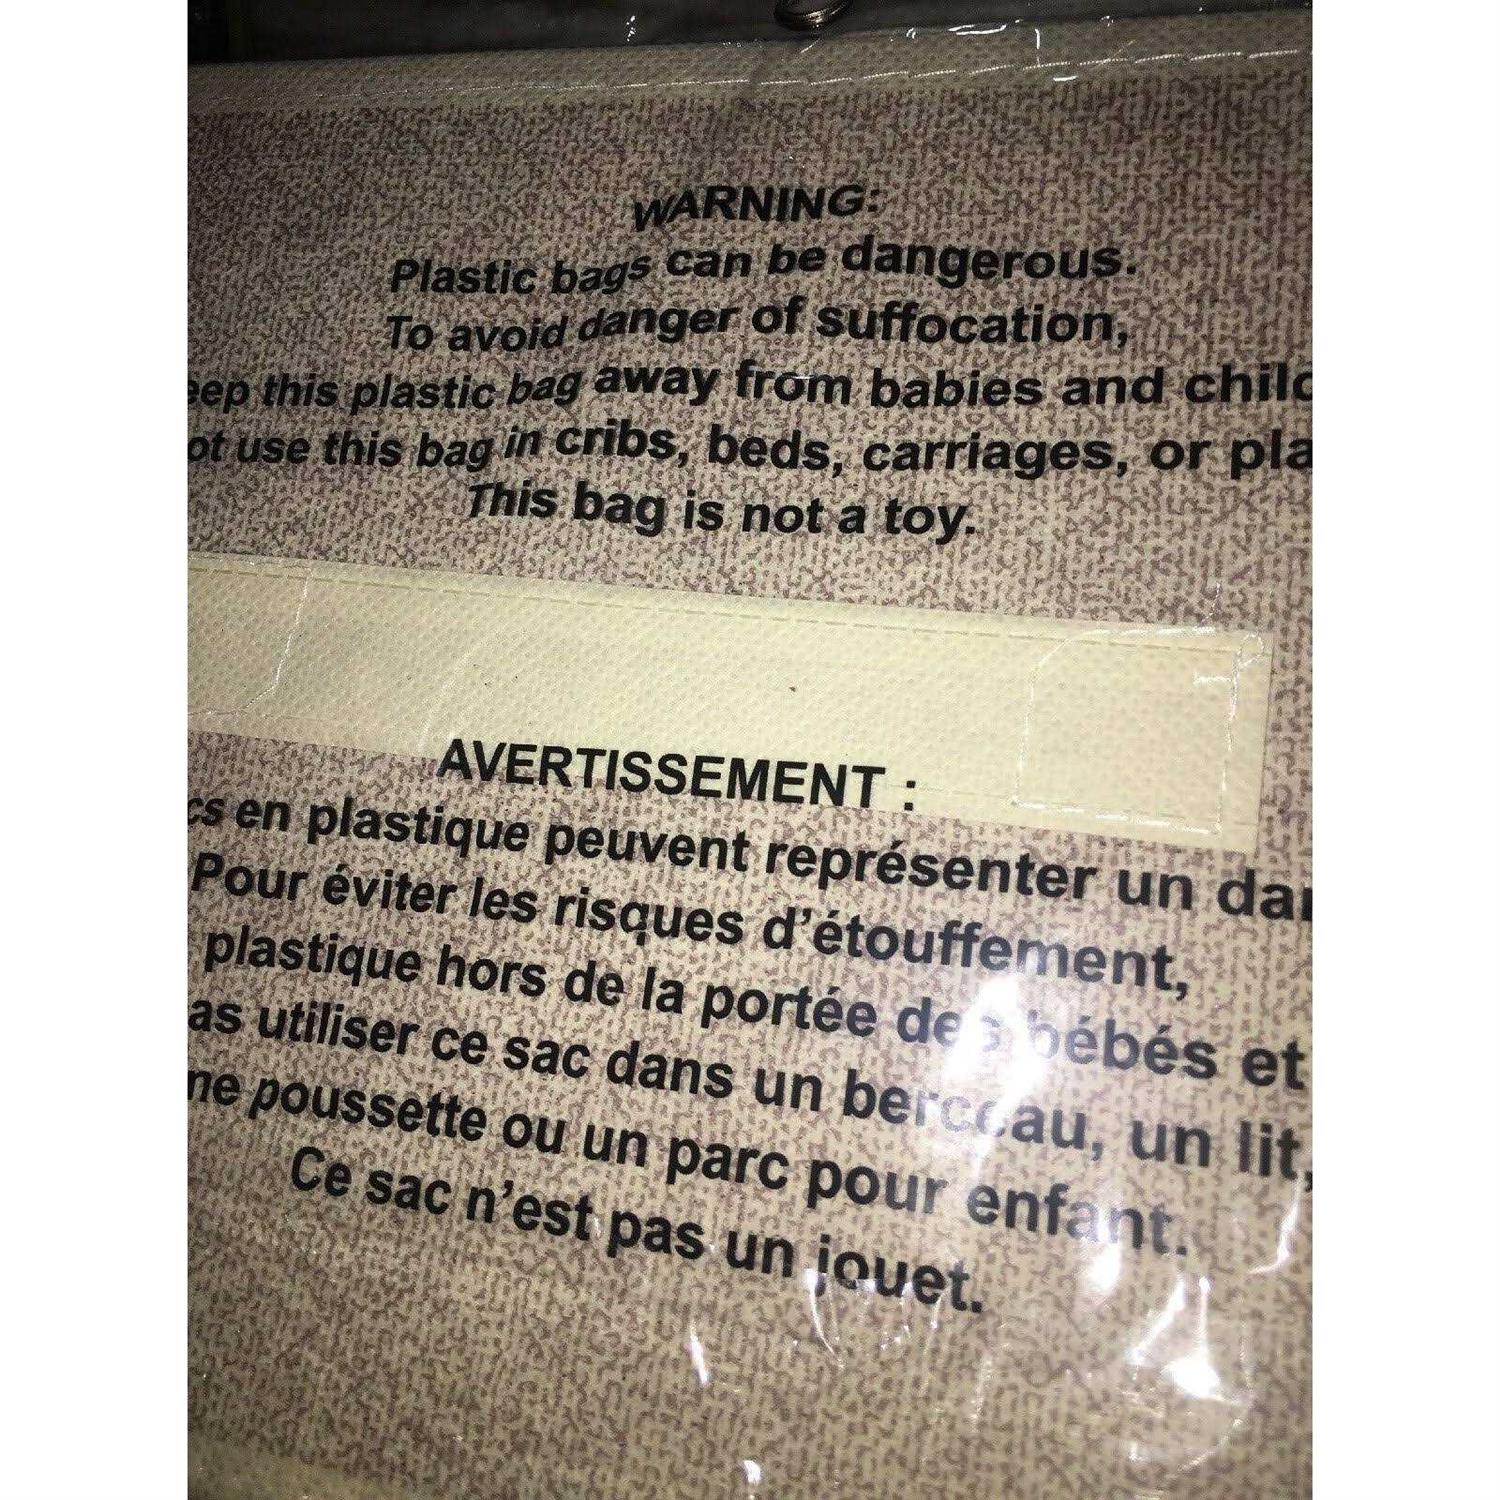 WARNING:
Plastic bags can be dangerous.
To avoid danger of suffocation,
eep this plastic bag away from babies and child
ot use this bag in cribs, beds, carriages, or pla
This bag is not a toy.
AVERTISSEMENT :
cs en plastique peuvent représenter un dan
Pour éviter les risques d'étouffement,
plastique hors de la portée des bébés et
as utiliser ce sac dans un berceau, un lit,
ne poussette ou un parc pour enfant.
Ce sac n'est pas un jouet.